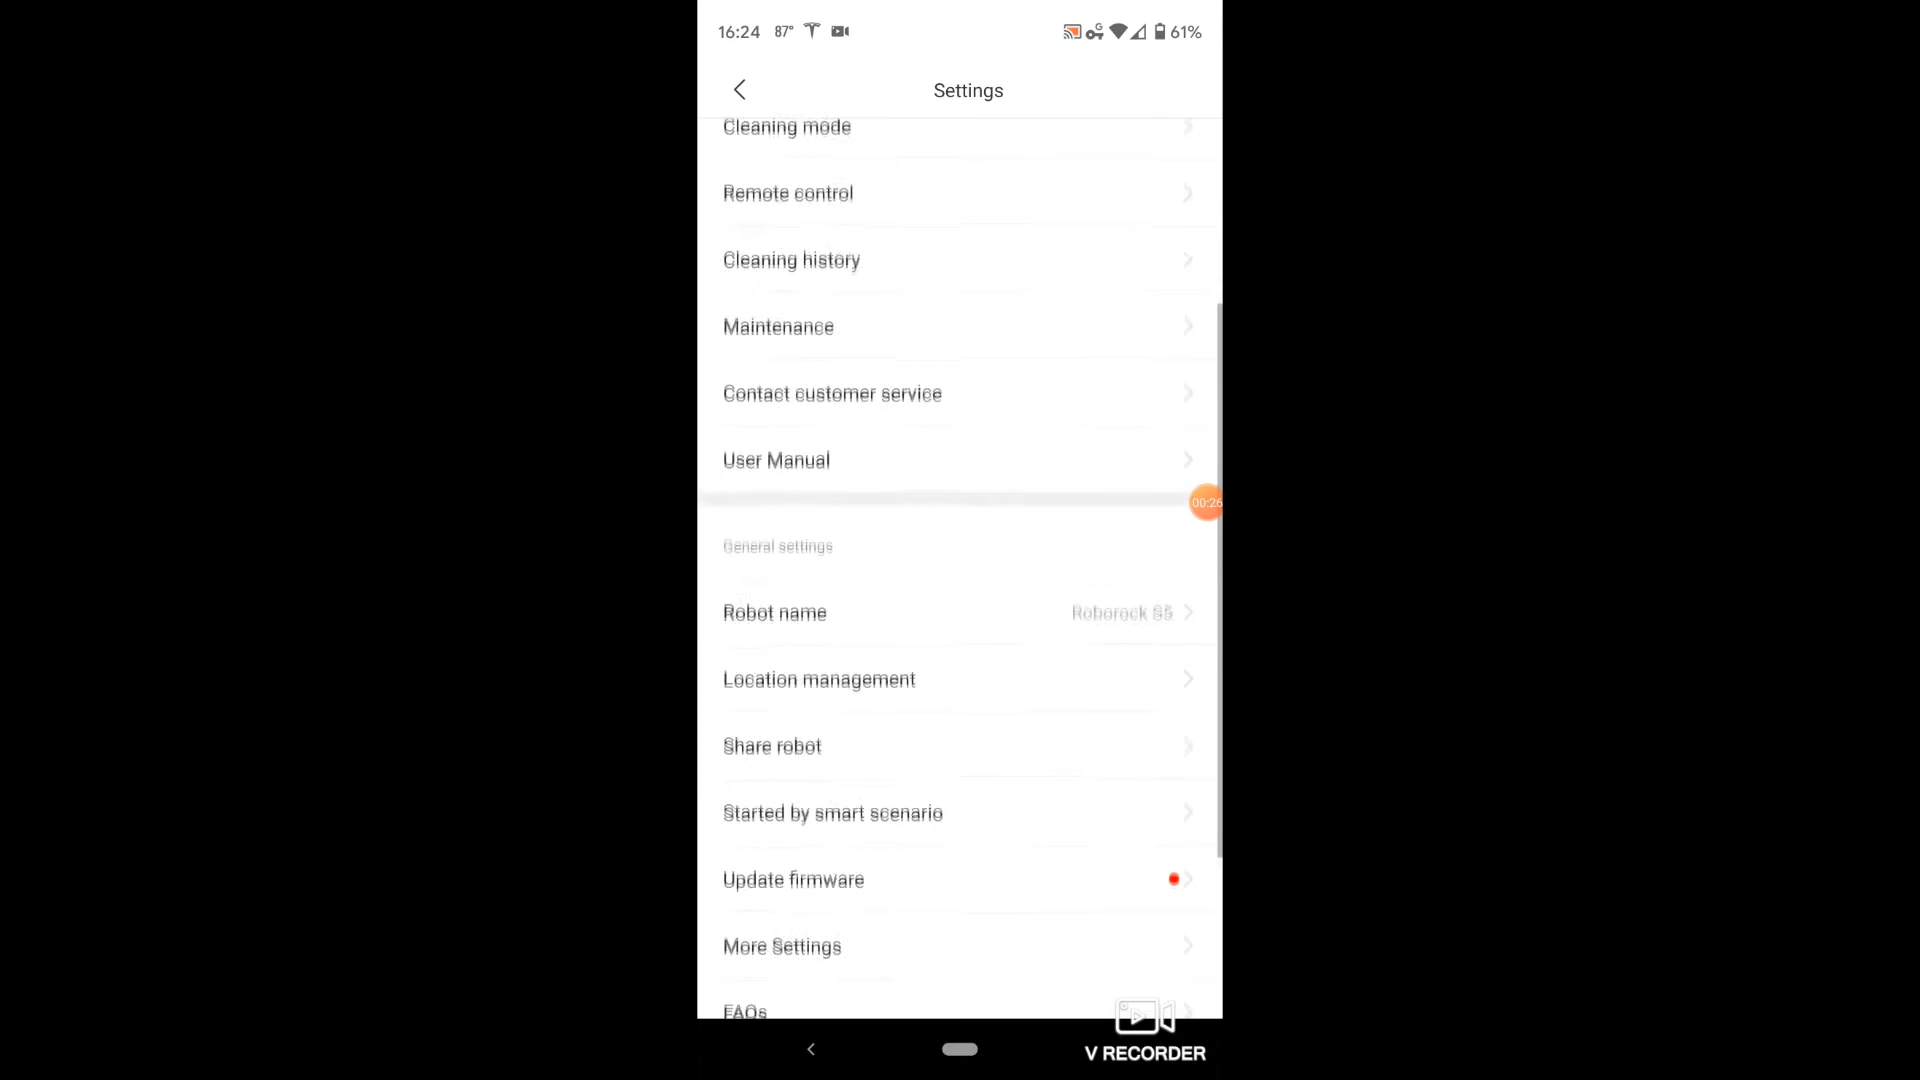 16:24 87° 61%
Settings
Cleaning mode
Remote control
Cleaning history
Maintenance
Contact customer service
User Manual
00:26
General settings
Robot name Roborock S5
Location management
Share robot
Started by smart scenario
Update firmware
More Settings
FAQs
V RECORDER